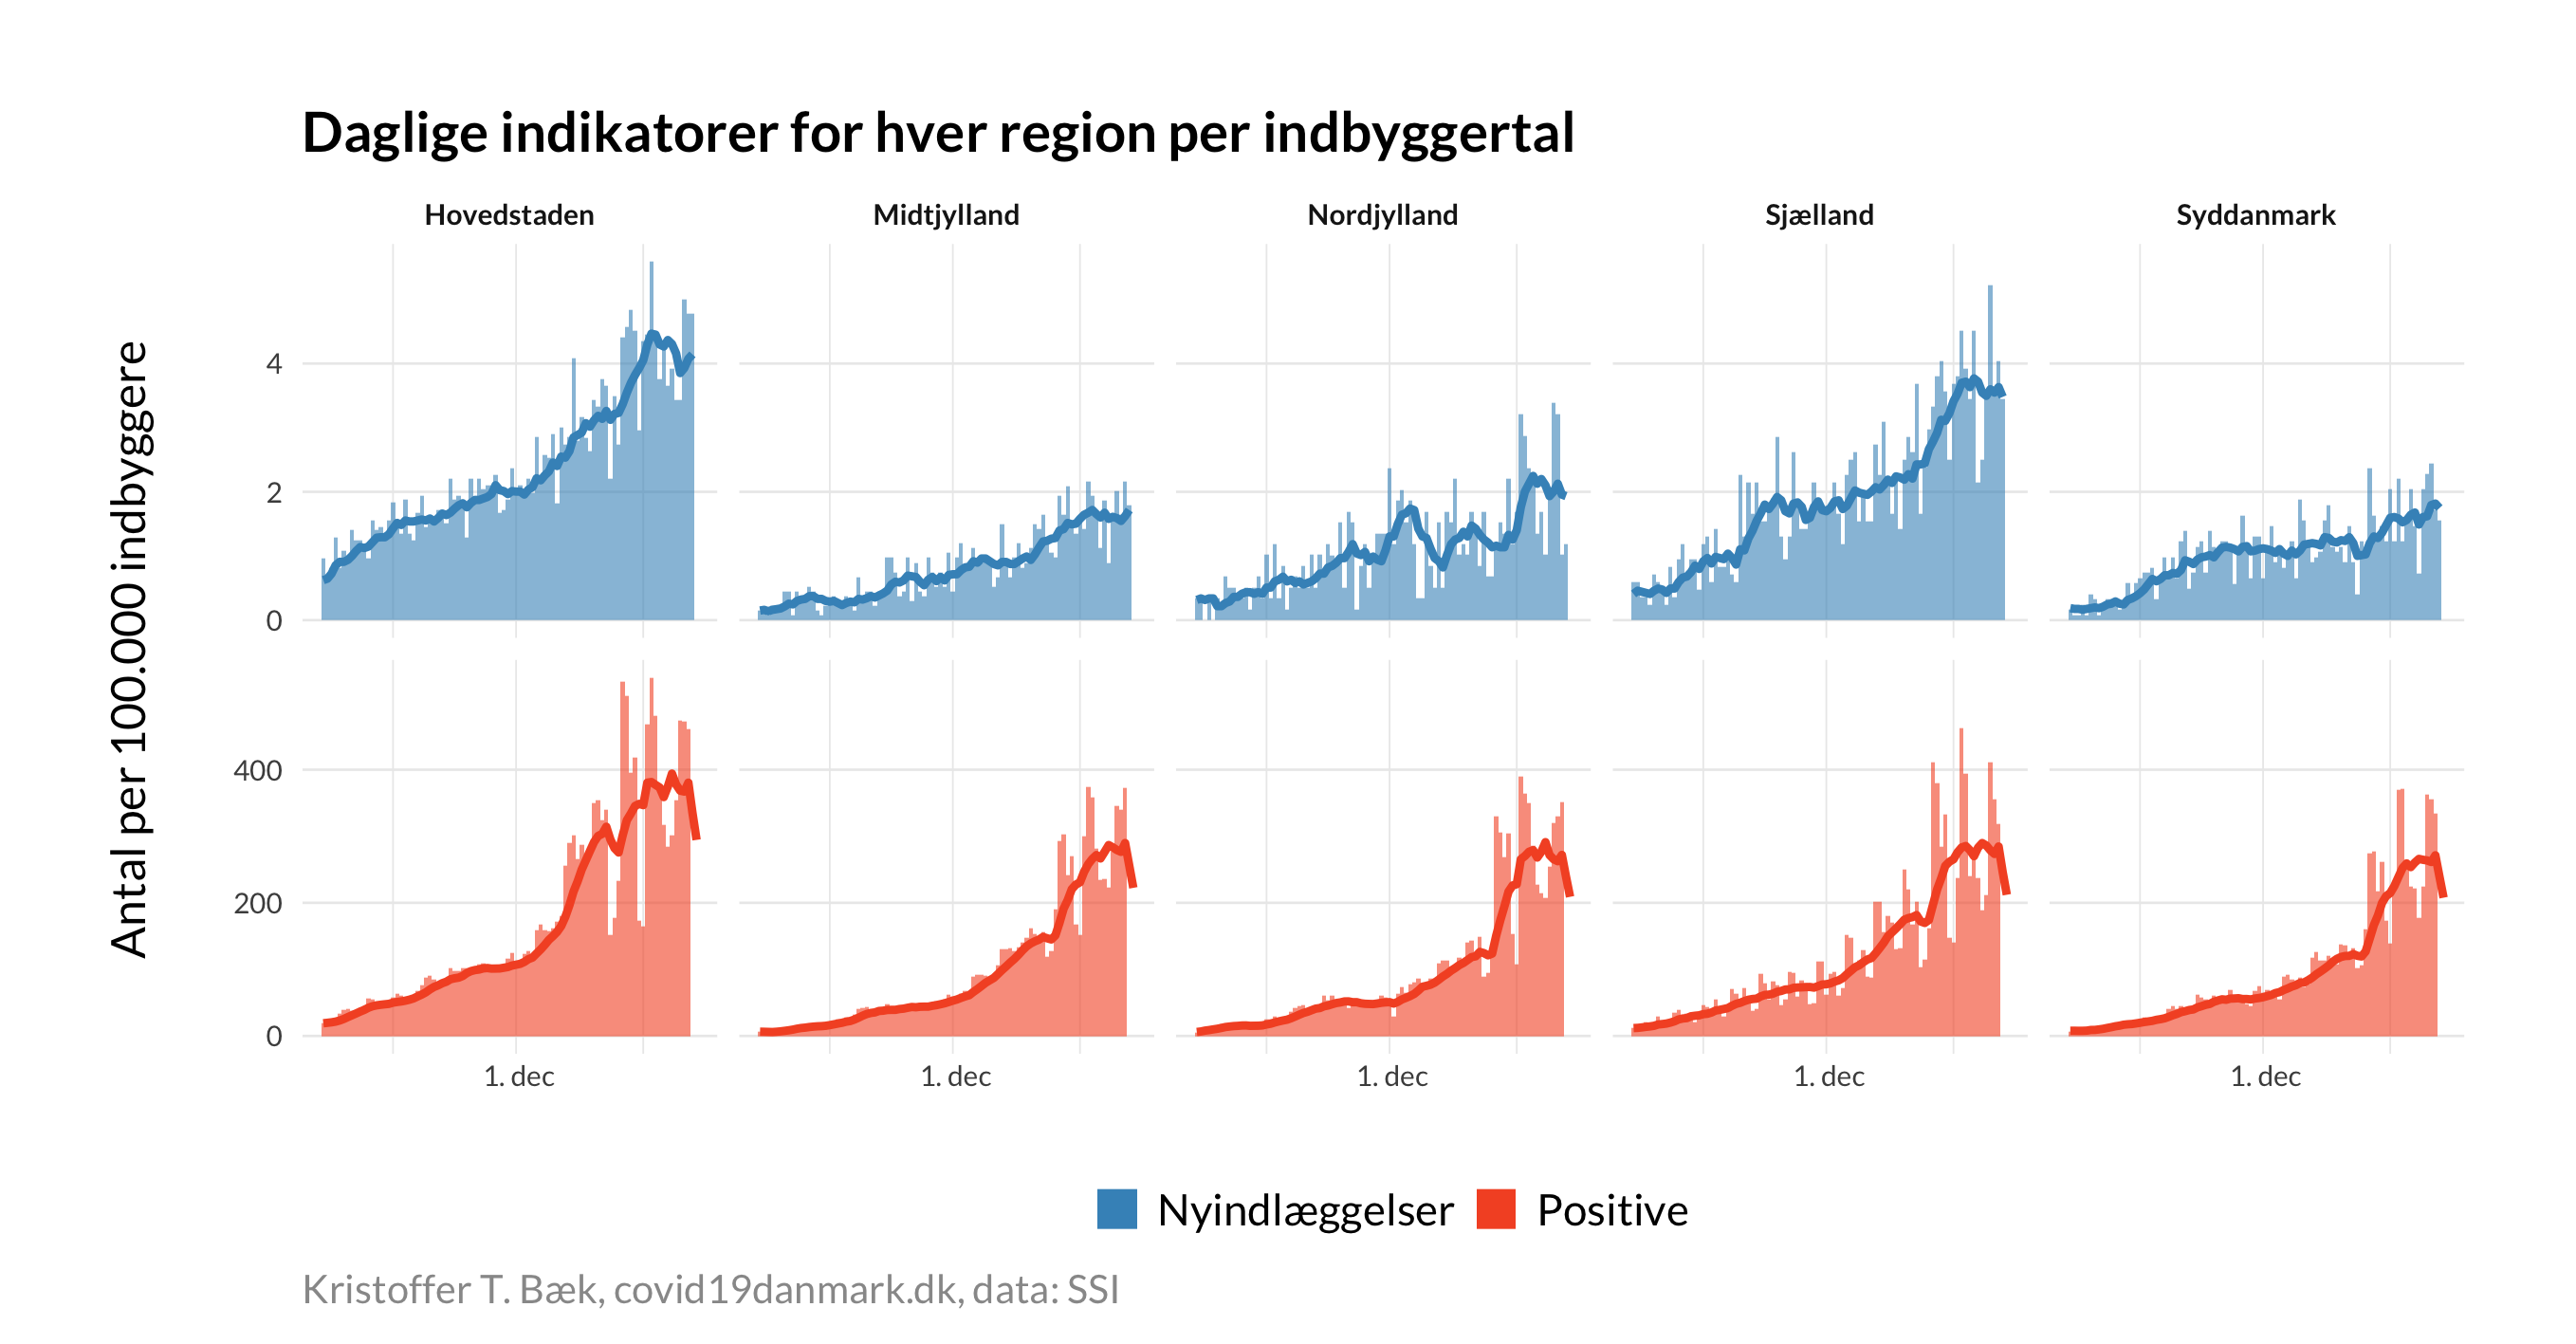 Daglige indikatorer for hver region per indbyggertal
Hovedstaden
Midtjylland
Nordjylland
Sjælland
Syddanmark
Antal per 100.000 indbyggere
4
2
0
400
200
0
1. dec
1. dec
1. dec
1. dec
1. dec
Nyindlæggelser
Positive
Kristoffer T. Bæk, covid19danmark.dk, data: SSI